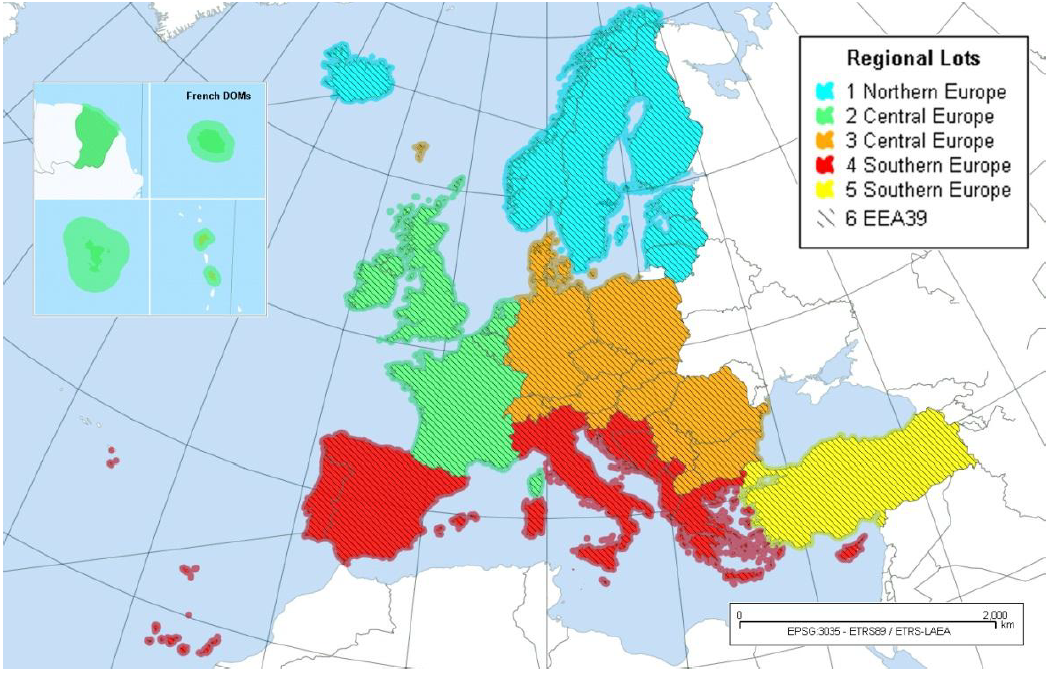 French DOMs
Regional Lots
1 Northern Europe
2 Central Europe
3 Central Europe
4 Southern Europe
5 Southern Europe
6 EEA39
0 2,000
km
EPSG:3035 - ETRS89 / ETRS-LAEA